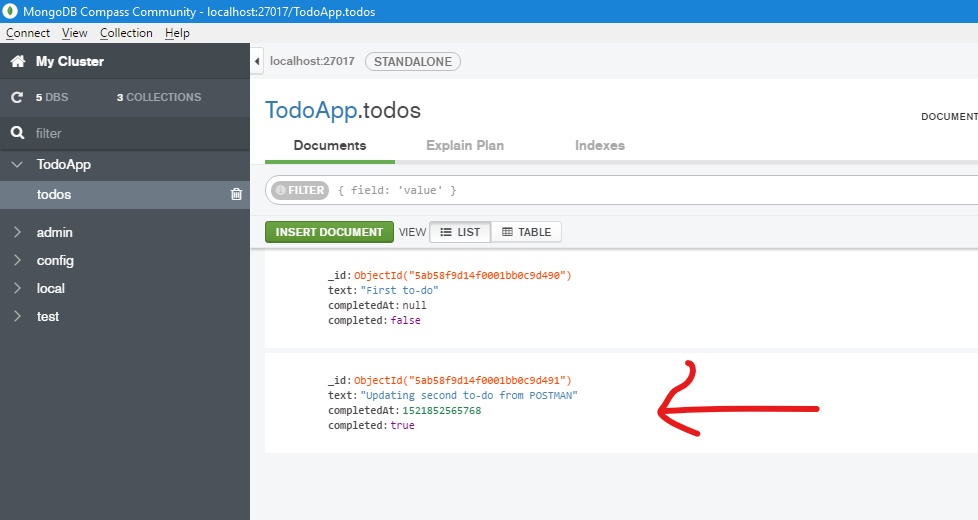 MongoDB Compass Community - localhost:27017/TodoApp.todos
Connect View Collection Help
My Cluster
5 DBS 3 COLLECTIONS
filter
TodoApp
todos
admin
config
local
test
localhost:27017 STANDALONE
TodoApp.todos
DOCUMENT
Documents Explain Plan Indexes
FILTER { field: 'value' }
INSERT DOCUMENT VIEW LIST TABLE
_id: ObjectId("5ab58f9d14f0001bb0c9d490")
text: "First to-do"
completedAt: null
completed: false
_id: ObjectId("5ab58f9d14f0001bb0c9d491")
text: "Updating second to-do from POSTMAN"
completedAt: 1521852565768
completed: true